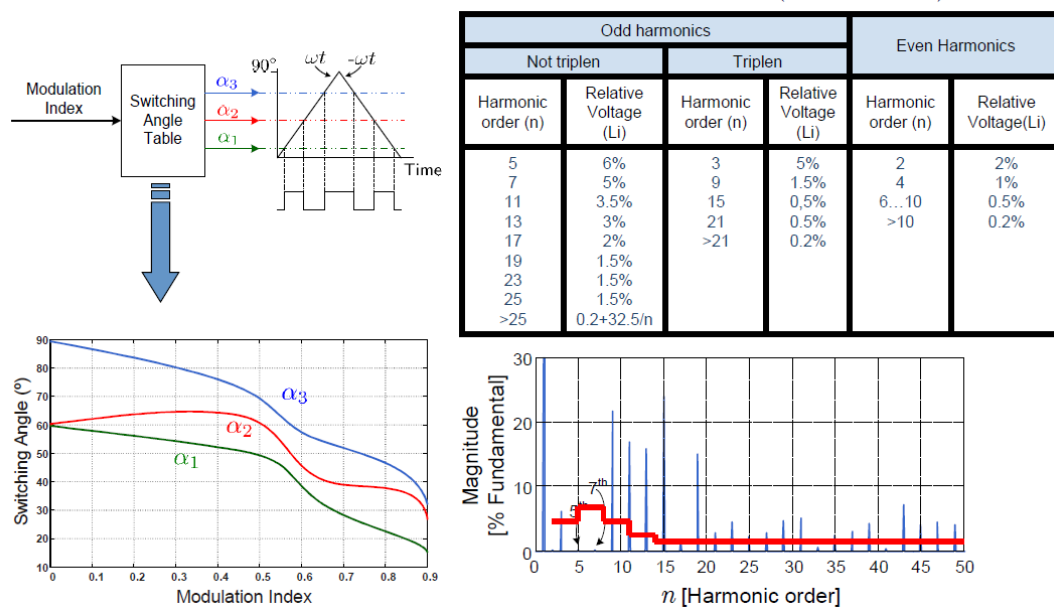 90°
ωt
-ωt
Modulation
Index
Switching
Angle
Table
α3
α2
α1
Time
Odd harmonics
Even Harmonics
Not triplen
Triplen
Harmonic order (n)
Relative Voltage (Li)
Harmonic order (n)
Relative Voltage (Li)
Harmonic order (n)
Relative Voltage(Li)
5 6% 3 5% 2 2%
7 5% 9 1.5% 4 1%
11 3.5% 15 0,5% 6...10 0.5%
13 3% 21 0.5% >10 0.2%
17 2% >21 0.2%
19 1.5%
23 1.5%
25 1.5%
>25 0.2+32.5/n
Switching Angle (º)
90
80
70
60
50
40
30
20
10
α3
α2
α1
0 0.1 0.2 0.3 0.4 0.5 0.6 0.7 0.8 0.9
Modulation Index
Magnitude
[% Fundamental]
30
20
10
0
7th
0 5 10 15 20 25 30 35 40 45 50
n [Harmonic order]